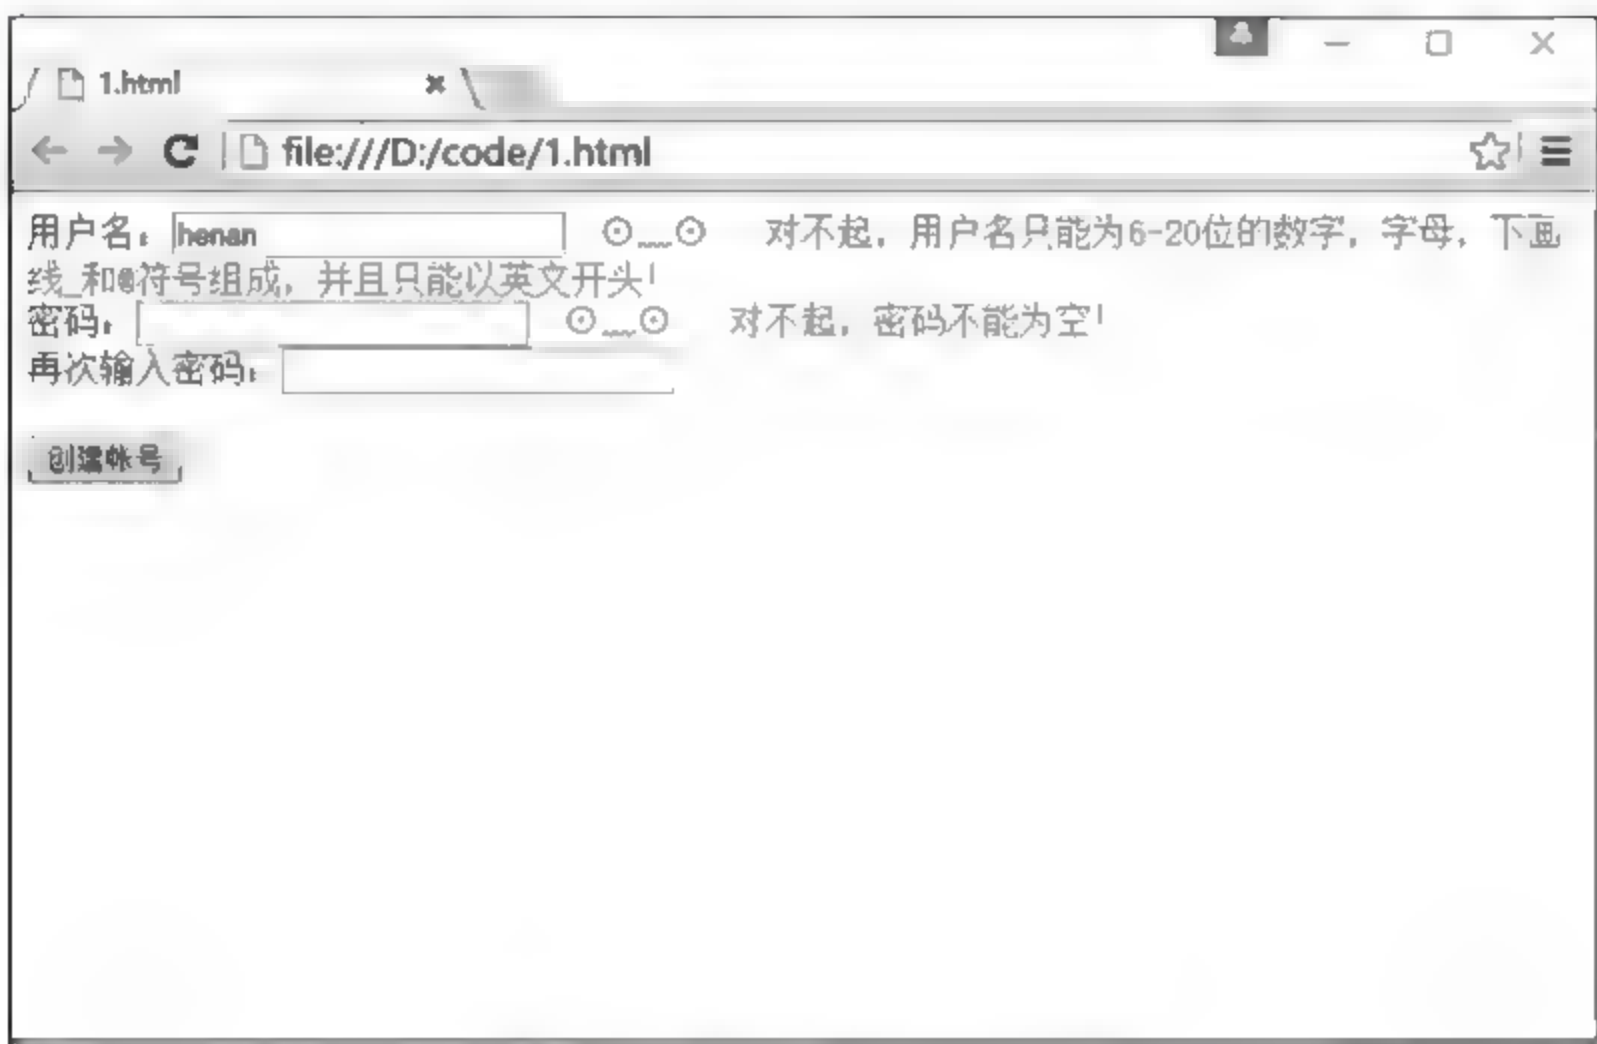 1.html
file:///D:/code/1.html
用户名：henan ⊙﹏⊙ 对不起，用户名只能为6-20位的数字，字母，下画
线_和@符号组成，并且只能以英文开头！
密码： ⊙﹏⊙ 对不起，密码不能为空！
再次输入密码：
创建帐号